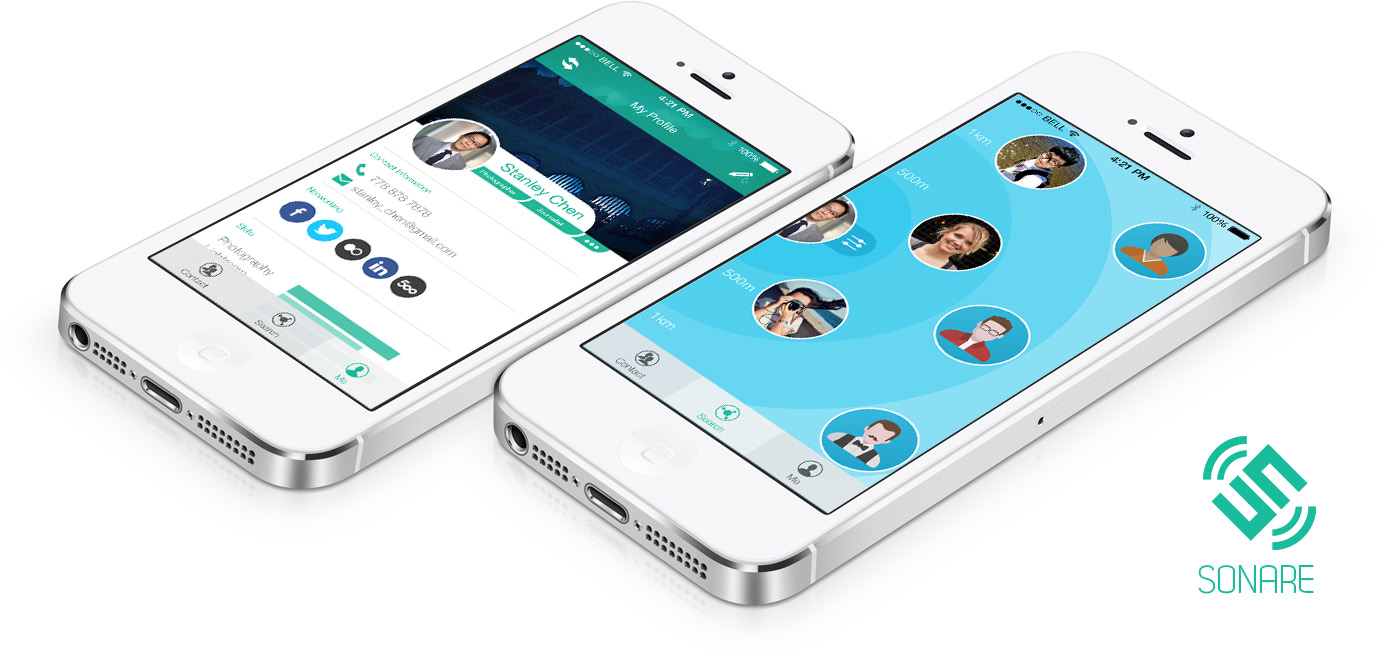 BELL
4:21 PM
100%
My Profile
Stanley Chen
Photographer
Journalist
Contact Information
778 878 7878
stanley_chen@gmail.com
Networking
f
in
500
Skills
Photography
Contact
Search
Me
BELL
4:21 PM
100%
1km
500m
500m
1km
Contact
Search
Me
SONARE